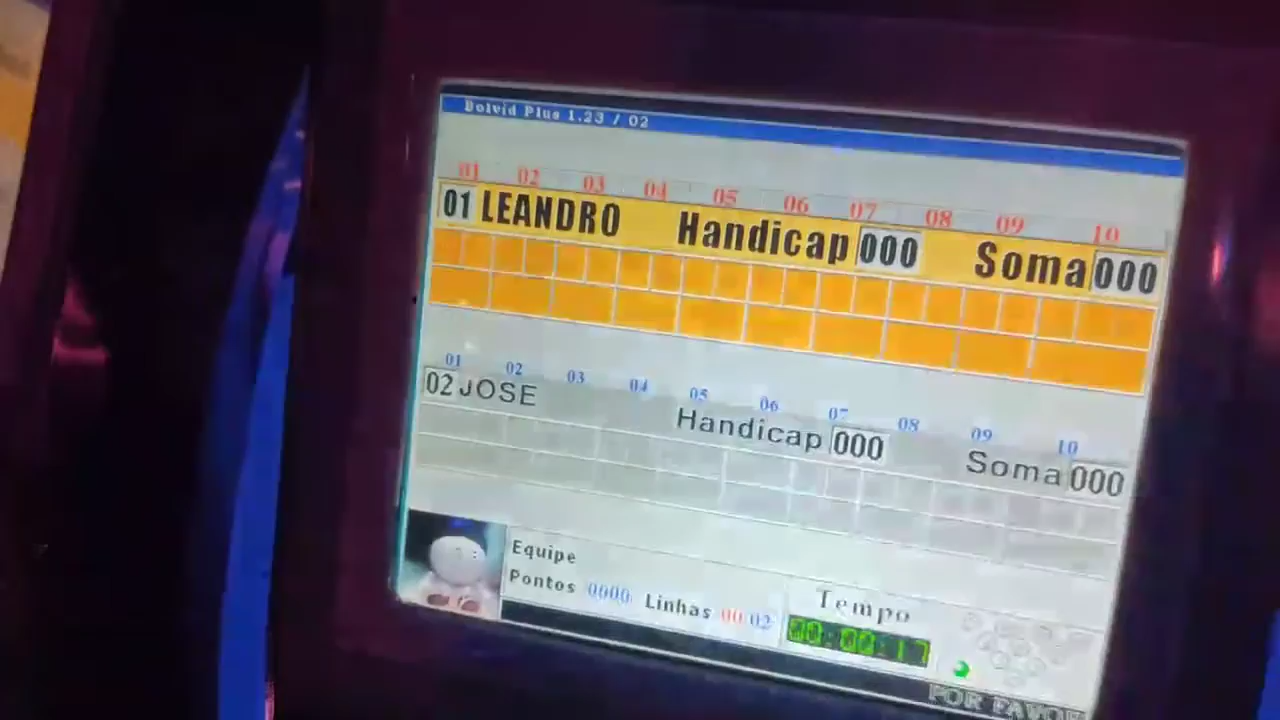 Bolvid Plus 1.23 / 02
01 02 03 04 05 06 07 08 09 10
01 LEANDRO Handicap 000 Soma 000
01 02 03 04 05 06 07 08 09 10
02 JOSE Handicap 000 Soma 000
Equipe
Pontos 0000 Linhas 00 02
Tempo
00:00:17
POR FAVOR